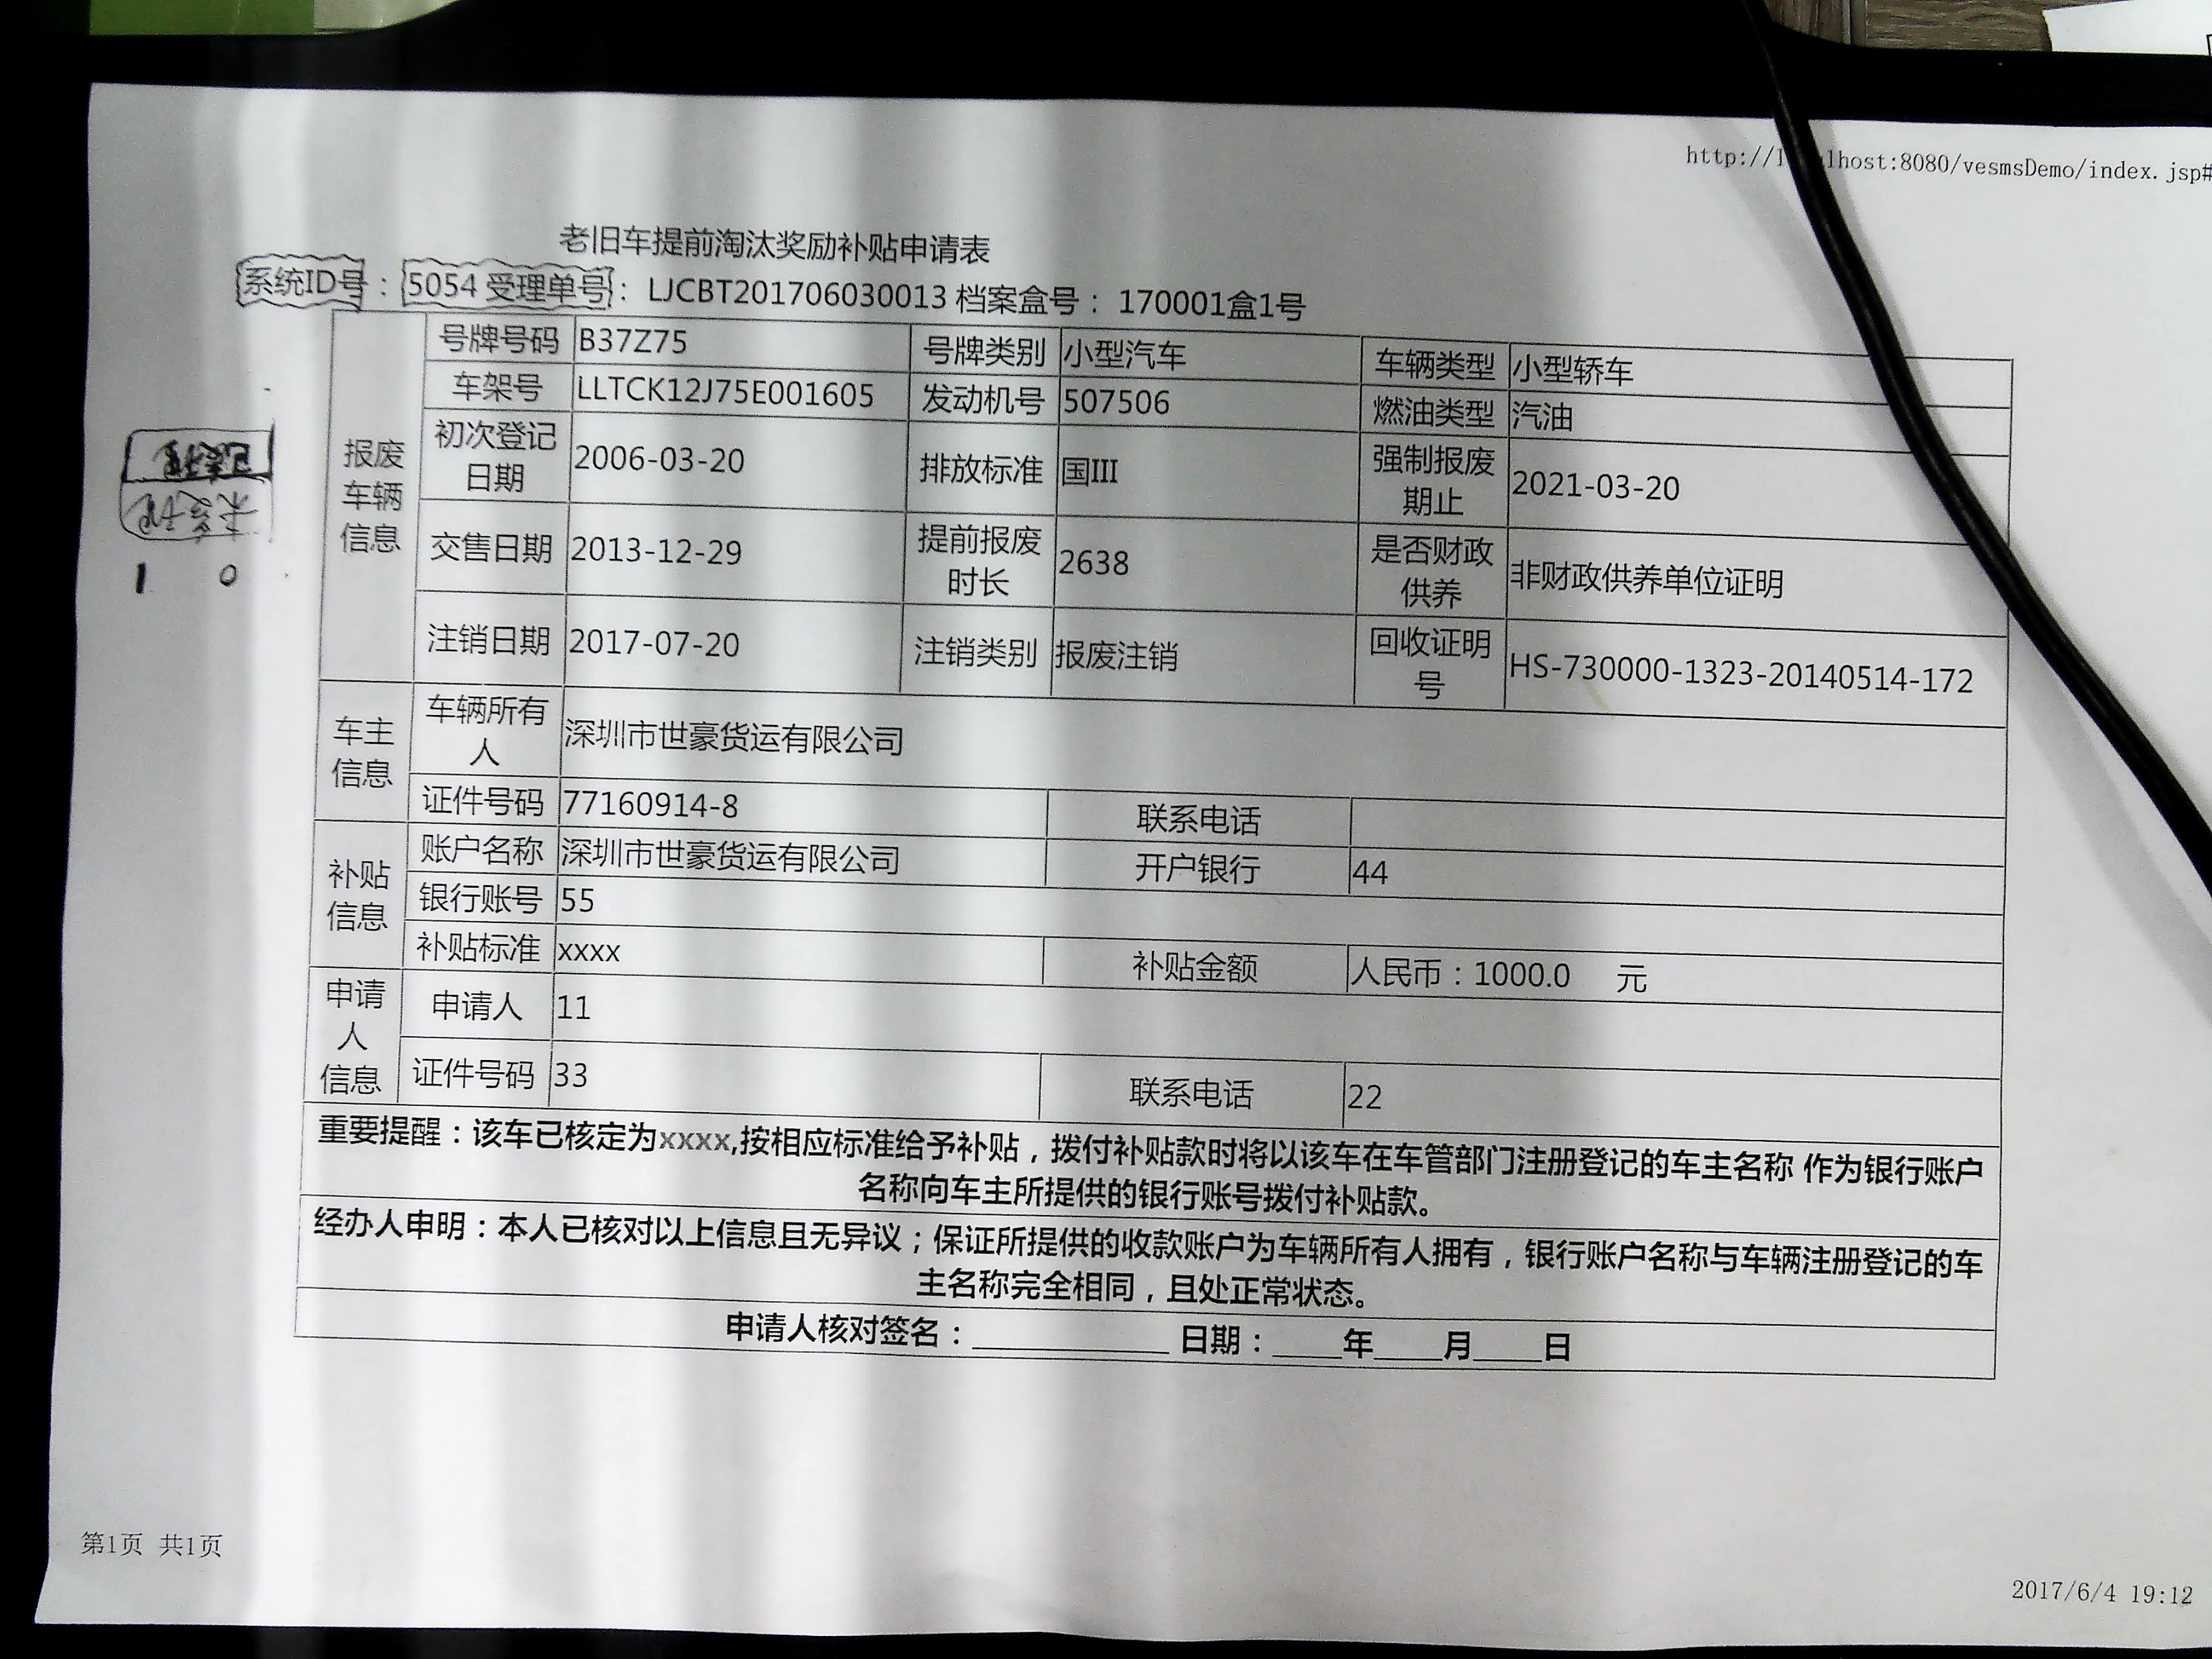 http://l lhost:8080/vesmsDemo/index.jsp#
老旧车提前淘汰奖励补贴申请表
系统ID号：5054 受理单号：LJCBT201706030013 档案盒号：170001盒1号
报废车辆信息
号牌号码 B37Z75 号牌类别 小型汽车 车辆类型 小型轿车
车架号 LLTCK12J75E001605 发动机号 507506 燃油类型 汽油
初次登记日期 2006-03-20 排放标准 国III 强制报废期止 2021-03-20
交售日期 2013-12-29 提前报废时长 2638 是否财政供养 非财政供养单位证明
注销日期 2017-07-20 注销类别 报废注销 回收证明号 HS-730000-1323-20140514-172
车主信息
车辆所有人 深圳市世豪货运有限公司
证件号码 77160914-8 联系电话
补贴信息
账户名称 深圳市世豪货运有限公司 开户银行 44
银行账号 55
补贴标准 xxxx 补贴金额 人民币：1000.0 元
申请人信息
申请人 11
证件号码 33 联系电话 22
重要提醒：该车已核定为xxxx,按相应标准给予补贴，拨付补贴款时将以该车在车管部门注册登记的车主名称 作为银行账户
名称向车主所提供的银行账号拨付补贴款。
经办人申明：本人已核对以上信息且无异议；保证所提供的收款账户为车辆所有人拥有，银行账户名称与车辆注册登记的车
主名称完全相同，且处正常状态。
申请人核对签名：__________ 日期：____年____月____日
1 0
第1页 共1页
2017/6/4 19:12